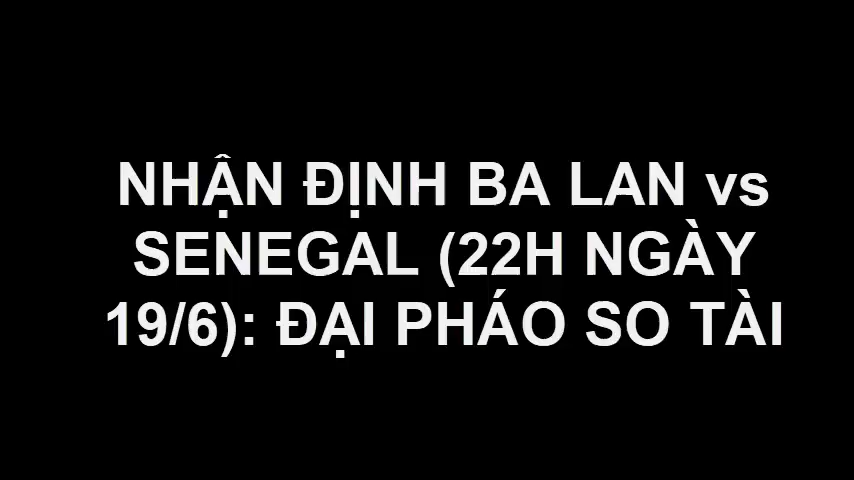 NHẬN ĐỊNH BA LAN vs
SENEGAL (22H NGÀY
19/6): ĐẠI PHÁO SO TÀI